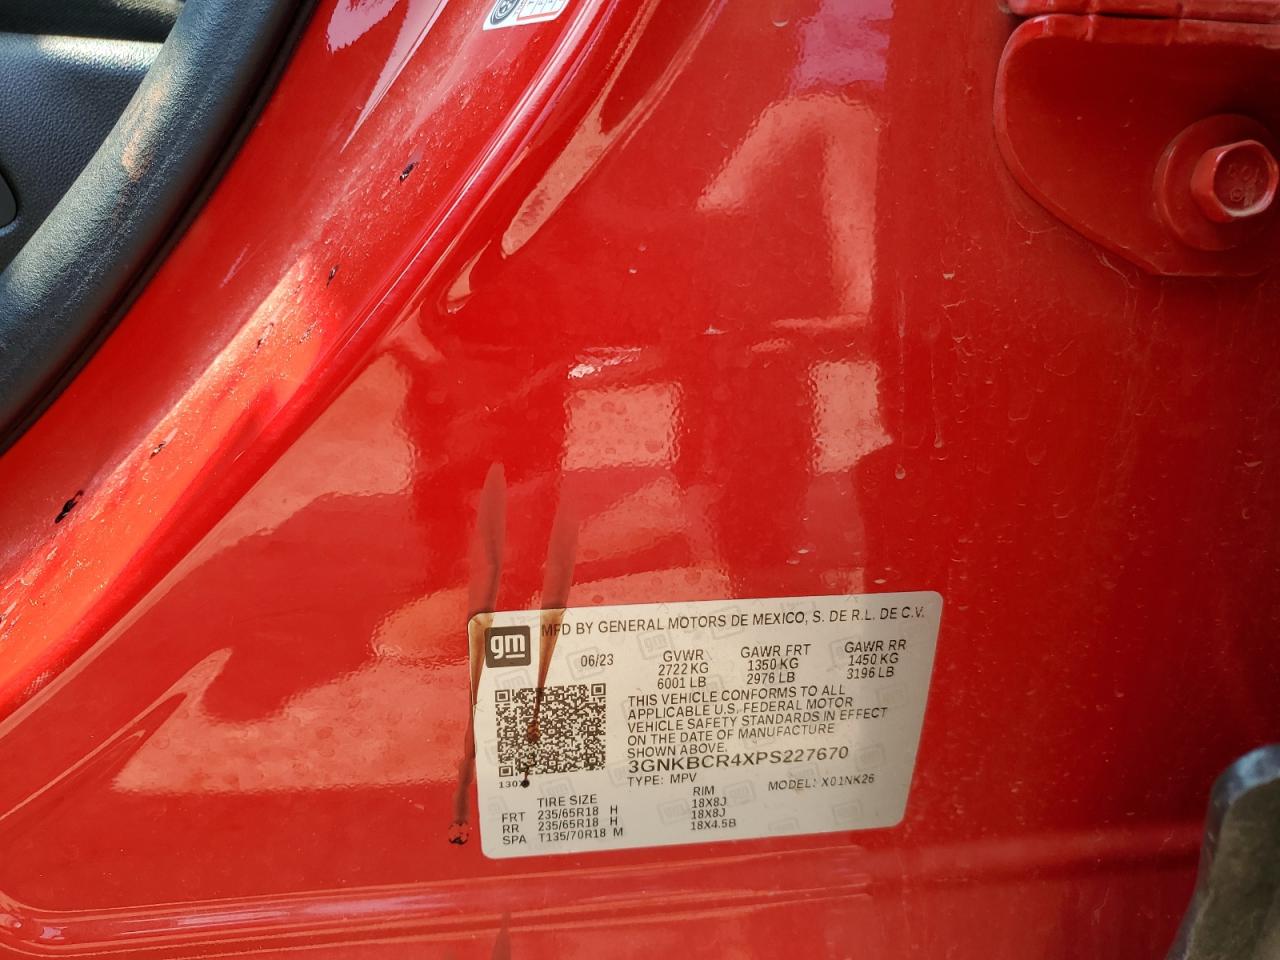 gm
MFD BY GENERAL MOTORS DE MEXICO, S. DE R.L. DE C.V.
06/23 GVWR GAWR FRT GAWR RR
2722 KG 1350 KG 1450 KG
6001 LB 2976 LB 3196 LB
THIS VEHICLE CONFORMS TO ALL
APPLICABLE U.S. FEDERAL MOTOR
VEHICLE SAFETY STANDARDS IN EFFECT
ON THE DATE OF MANUFACTURE
SHOWN ABOVE.
3GNKBCR4XPS227670
TYPE: MPV MODEL: X01NK26
TIRE SIZE RIM
FRT 235/65R18 H 18X8J
RR 235/65R18 H 18X8J
SPA T135/70R18 M 18X4.5B